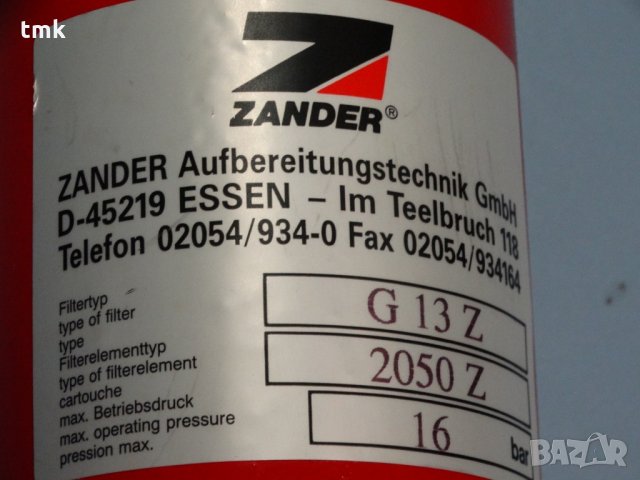 tmk
ZANDER®
ZANDER Aufbereitungstechnik GmbH
D-45219 ESSEN – Im Teelbruch 118
Telefon 02054/934-0 Fax 02054/934164
Filtertyp
type of filter
type
G 13 Z
Filterelementtyp
type of filterelement
cartouche
2050 Z
max. Betriebsdruck
max. operating pressure
pression max.
16 bar
BAZAR